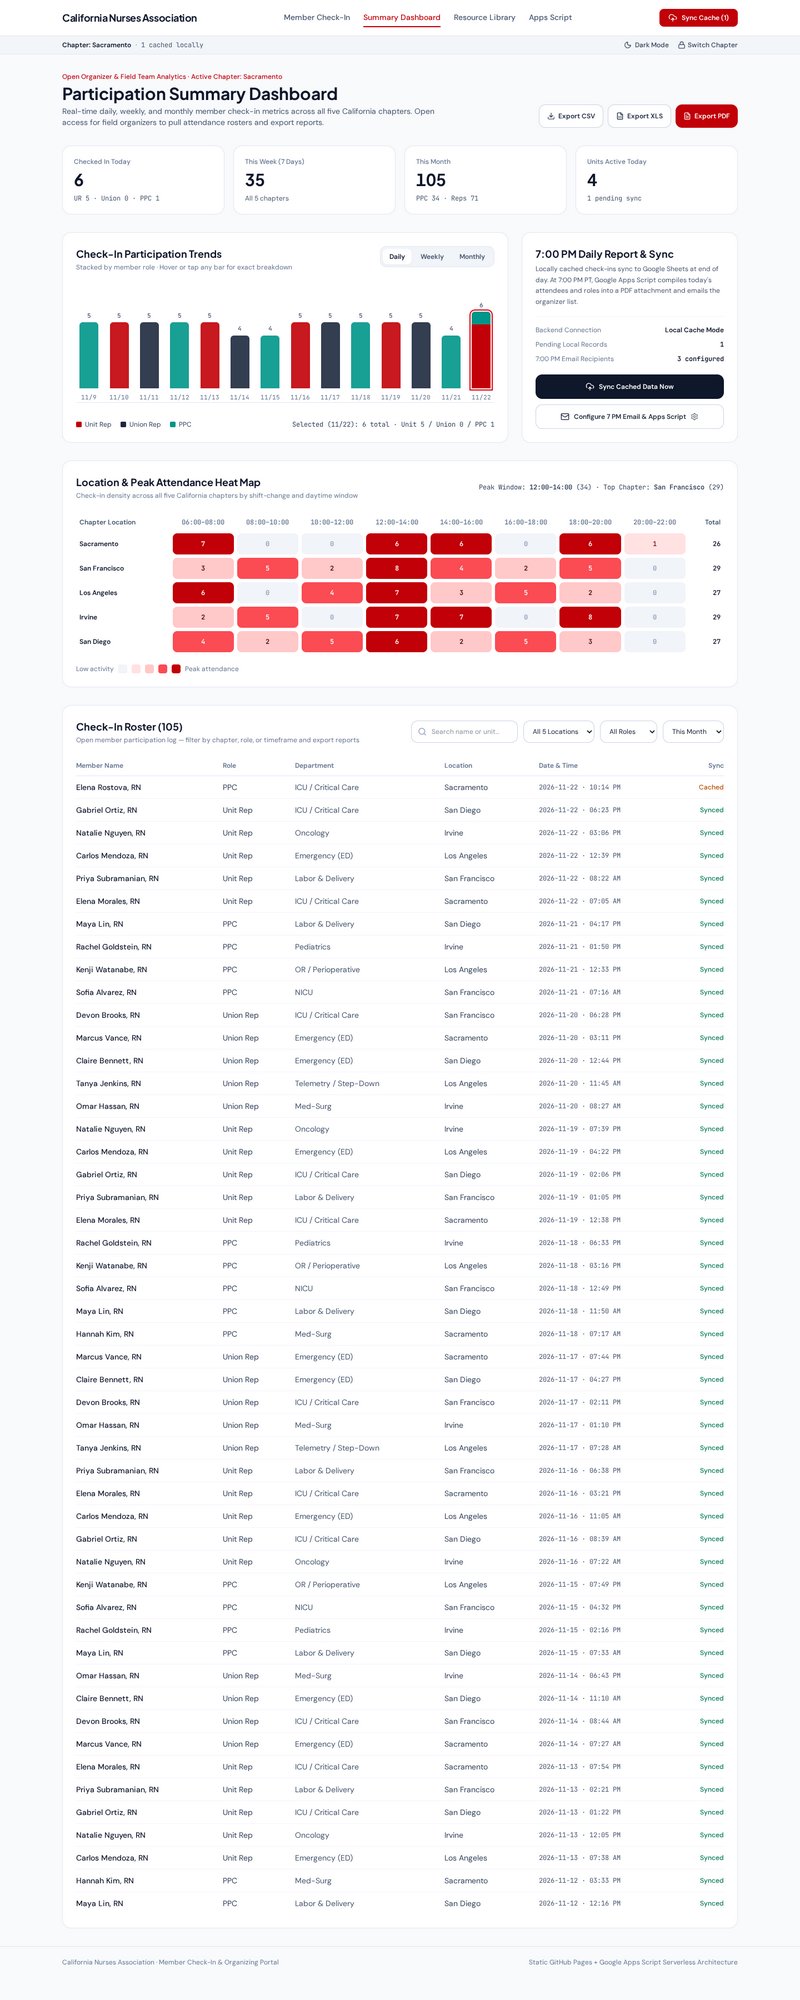 California Nurses Association
Member Check-In Summary Dashboard Resource Library Apps Script
Sync Cache (1)
Chapter: Sacramento · 1 cached locally
Dark Mode Switch Chapter
Open Organizer & Field Team Analytics · Active Chapter: Sacramento
Participation Summary Dashboard
Real-time daily, weekly, and monthly member check-in metrics across all five California chapters. Open
access for field organizers to pull attendance rosters and export reports.
Export CSV Export XLS Export PDF
Checked In Today
6
UR 5 · Union 0 · PPC 1
This Week (7 Days)
35
All 5 chapters
This Month
105
PPC 34 · Reps 71
Units Active Today
4
1 pending sync
Check-In Participation Trends
Stacked by member role · Hover or tap any bar for exact breakdown
Daily Weekly Monthly
5 5 5 5 5 4 4 5 5 5 5 5 4 6
11/9 11/10 11/11 11/12 11/13 11/14 11/15 11/16 11/17 11/18 11/19 11/20 11/21 11/22
Unit Rep Union Rep PPC
Selected (11/22): 6 total · Unit 5 / Union 0 / PPC 1
7:00 PM Daily Report & Sync
Locally cached check-ins sync to Google Sheets at end of
day. At 7:00 PM PT, Google Apps Script compiles today's
attendees and roles into a PDF attachment and emails the
organizer list.
Backend Connection Local Cache Mode
Pending Local Records 1
7:00 PM Email Recipients 3 configured
Sync Cached Data Now
Configure 7 PM Email & Apps Script
Location & Peak Attendance Heat Map
Check-in density across all five California chapters by shift-change and daytime window
Peak Window: 12:00-14:00 (34) · Top Chapter: San Francisco (29)
Chapter Location 06:00-08:00 08:00-10:00 10:00-12:00 12:00-14:00 14:00-16:00 16:00-18:00 18:00-20:00 20:00-22:00 Total
Sacramento 7 0 0 6 6 0 6 1 26
San Francisco 3 5 2 8 4 2 5 0 29
Los Angeles 6 0 4 7 3 5 2 0 27
Irvine 2 5 0 7 7 0 8 0 29
San Diego 4 2 5 6 2 5 3 0 27
Low activity Peak attendance
Check-In Roster (105)
Open member participation log — filter by chapter, role, or timeframe and export reports
Search name or unit... All 5 Locations All Roles This Month
Member Name Role Department Location Date & Time Sync
Elena Rostova, RN PPC ICU / Critical Care Sacramento 2026-11-22 · 10:14 PM Cached
Gabriel Ortiz, RN Unit Rep ICU / Critical Care San Diego 2026-11-22 · 06:23 PM Synced
Natalie Nguyen, RN Unit Rep Oncology Irvine 2026-11-22 · 03:06 PM Synced
Carlos Mendoza, RN Unit Rep Emergency (ED) Los Angeles 2026-11-22 · 12:39 PM Synced
Priya Subramanian, RN Unit Rep Labor & Delivery San Francisco 2026-11-22 · 08:22 AM Synced
Elena Morales, RN Unit Rep ICU / Critical Care Sacramento 2026-11-22 · 07:05 AM Synced
Maya Lin, RN PPC Labor & Delivery San Diego 2026-11-21 · 04:17 PM Synced
Rachel Goldstein, RN PPC Pediatrics Irvine 2026-11-21 · 01:50 PM Synced
Kenji Watanabe, RN PPC OR / Perioperative Los Angeles 2026-11-21 · 12:33 PM Synced
Sofia Alvarez, RN PPC NICU San Francisco 2026-11-21 · 07:16 AM Synced
Devon Brooks, RN Union Rep ICU / Critical Care San Francisco 2026-11-20 · 06:28 PM Synced
Marcus Vance, RN Union Rep Emergency (ED) Sacramento 2026-11-20 · 03:11 PM Synced
Claire Bennett, RN Union Rep Emergency (ED) San Diego 2026-11-20 · 12:44 PM Synced
Tanya Jenkins, RN Union Rep Telemetry / Step-Down Los Angeles 2026-11-20 · 11:45 AM Synced
Omar Hassan, RN Union Rep Med-Surg Irvine 2026-11-20 · 08:27 AM Synced
Natalie Nguyen, RN Unit Rep Oncology Irvine 2026-11-19 · 07:39 PM Synced
Carlos Mendoza, RN Unit Rep Emergency (ED) Los Angeles 2026-11-19 · 04:22 PM Synced
Gabriel Ortiz, RN Unit Rep ICU / Critical Care San Diego 2026-11-19 · 02:06 PM Synced
Priya Subramanian, RN Unit Rep Labor & Delivery San Francisco 2026-11-19 · 01:05 PM Synced
Elena Morales, RN Unit Rep ICU / Critical Care Sacramento 2026-11-19 · 12:38 PM Synced
Rachel Goldstein, RN PPC Pediatrics Irvine 2026-11-18 · 06:33 PM Synced
Kenji Watanabe, RN PPC OR / Perioperative Los Angeles 2026-11-18 · 03:16 PM Synced
Sofia Alvarez, RN PPC NICU San Francisco 2026-11-18 · 12:49 PM Synced
Maya Lin, RN PPC Labor & Delivery San Diego 2026-11-18 · 11:50 AM Synced
Hannah Kim, RN PPC Med-Surg Sacramento 2026-11-18 · 07:17 AM Synced
Marcus Vance, RN Union Rep Emergency (ED) Sacramento 2026-11-17 · 07:44 PM Synced
Claire Bennett, RN Union Rep Emergency (ED) San Diego 2026-11-17 · 04:27 PM Synced
Devon Brooks, RN Union Rep ICU / Critical Care San Francisco 2026-11-17 · 02:11 PM Synced
Omar Hassan, RN Union Rep Med-Surg Irvine 2026-11-17 · 01:10 PM Synced
Tanya Jenkins, RN Union Rep Telemetry / Step-Down Los Angeles 2026-11-17 · 07:28 AM Synced
Priya Subramanian, RN Unit Rep Labor & Delivery San Francisco 2026-11-16 · 06:38 PM Synced
Elena Morales, RN Unit Rep ICU / Critical Care Sacramento 2026-11-16 · 03:21 PM Synced
Carlos Mendoza, RN Unit Rep Emergency (ED) Los Angeles 2026-11-16 · 11:05 AM Synced
Gabriel Ortiz, RN Unit Rep ICU / Critical Care San Diego 2026-11-16 · 08:39 AM Synced
Natalie Nguyen, RN Unit Rep Oncology Irvine 2026-11-16 · 07:22 AM Synced
Kenji Watanabe, RN PPC OR / Perioperative Los Angeles 2026-11-15 · 07:49 PM Synced
Sofia Alvarez, RN PPC NICU San Francisco 2026-11-15 · 04:32 PM Synced
Rachel Goldstein, RN PPC Pediatrics Irvine 2026-11-15 · 02:16 PM Synced
Maya Lin, RN PPC Labor & Delivery San Diego 2026-11-15 · 07:33 AM Synced
Omar Hassan, RN Union Rep Med-Surg Irvine 2026-11-14 · 06:43 PM Synced
Claire Bennett, RN Union Rep Emergency (ED) San Diego 2026-11-14 · 11:10 AM Synced
Devon Brooks, RN Union Rep ICU / Critical Care San Francisco 2026-11-14 · 08:44 AM Synced
Marcus Vance, RN Union Rep Emergency (ED) Sacramento 2026-11-14 · 07:27 AM Synced
Elena Morales, RN Unit Rep ICU / Critical Care Sacramento 2026-11-13 · 07:54 PM Synced
Priya Subramanian, RN Unit Rep Labor & Delivery San Francisco 2026-11-13 · 02:21 PM Synced
Gabriel Ortiz, RN Unit Rep ICU / Critical Care San Diego 2026-11-13 · 01:22 PM Synced
Natalie Nguyen, RN Unit Rep Oncology Irvine 2026-11-13 · 12:05 PM Synced
Carlos Mendoza, RN Unit Rep Emergency (ED) Los Angeles 2026-11-13 · 07:38 AM Synced
Hannah Kim, RN PPC Med-Surg Sacramento 2026-11-12 · 03:33 PM Synced
Maya Lin, RN PPC Labor & Delivery San Diego 2026-11-12 · 12:16 PM Synced
California Nurses Association · Member Check-In & Organizing Portal
Static GitHub Pages + Google Apps Script Serverless Architecture